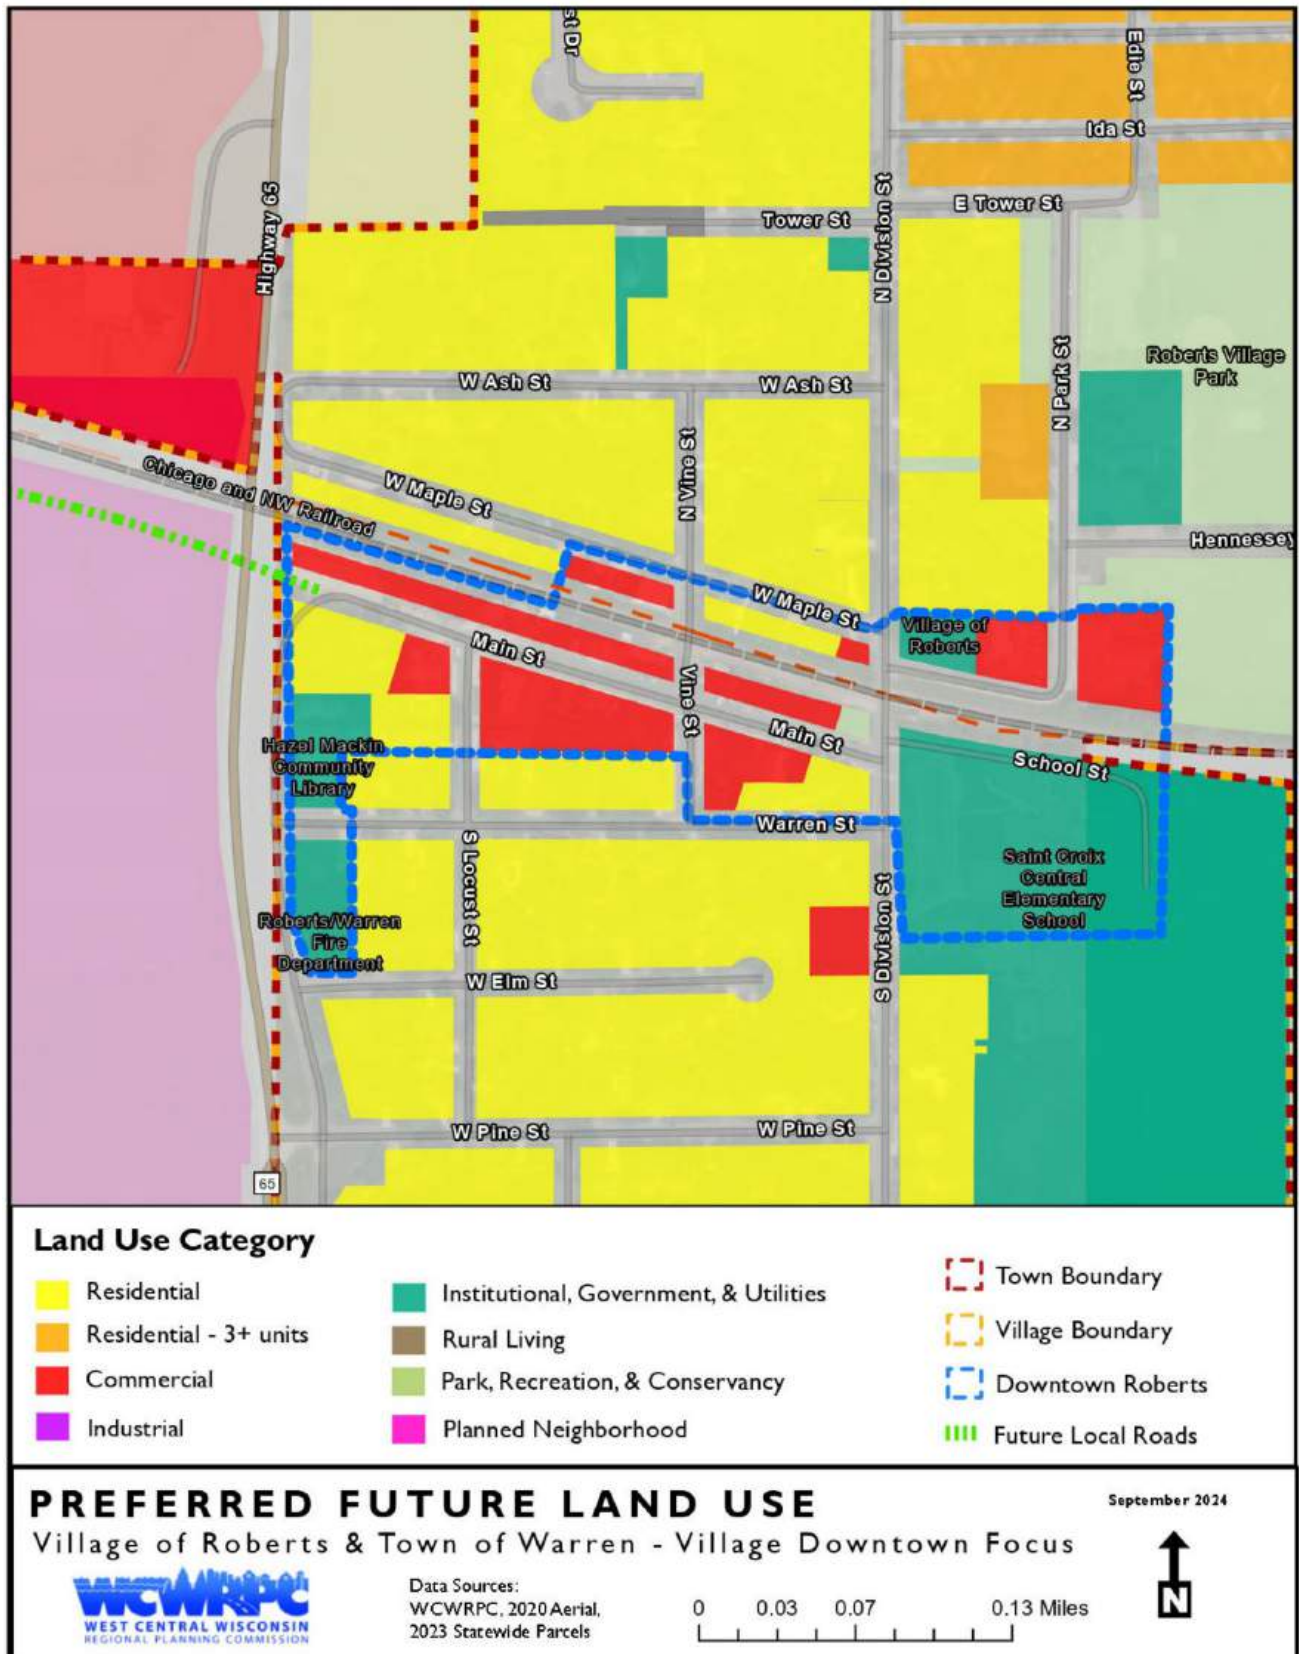 st Dr
Edie St
Ida St
Highway 65
Tower St
N Division St
E Tower St
W Ash St
W Ash St
N Park St
Roberts Village
Park
Chicago and NW Railroad
W Maple St
N Vine St
Hennessey
W Maple St
Village of
Roberts
Main St
Vine St
Main St
School St
Hazel Mackin
Community
Library
Warren St
S Locust St
Saint Croix
Central
Elementary
School
Roberts/Warren
Fire
Department
S Division St
W Elm St
W Pine St
W Pine St
65
Land Use Category
Residential
Residential - 3+ units
Commercial
Industrial
Institutional, Government, & Utilities
Rural Living
Park, Recreation, & Conservancy
Planned Neighborhood
Town Boundary
Village Boundary
Downtown Roberts
Future Local Roads
PREFERRED FUTURE LAND USE
Village of Roberts & Town of Warren - Village Downtown Focus
September 2024
N
WCWRPC
WEST CENTRAL WISCONSIN
REGIONAL PLANNING COMMISSION
Data Sources:
WCWRPC, 2020 Aerial,
2023 Statewide Parcels
0 0.03 0.07 0.13 Miles